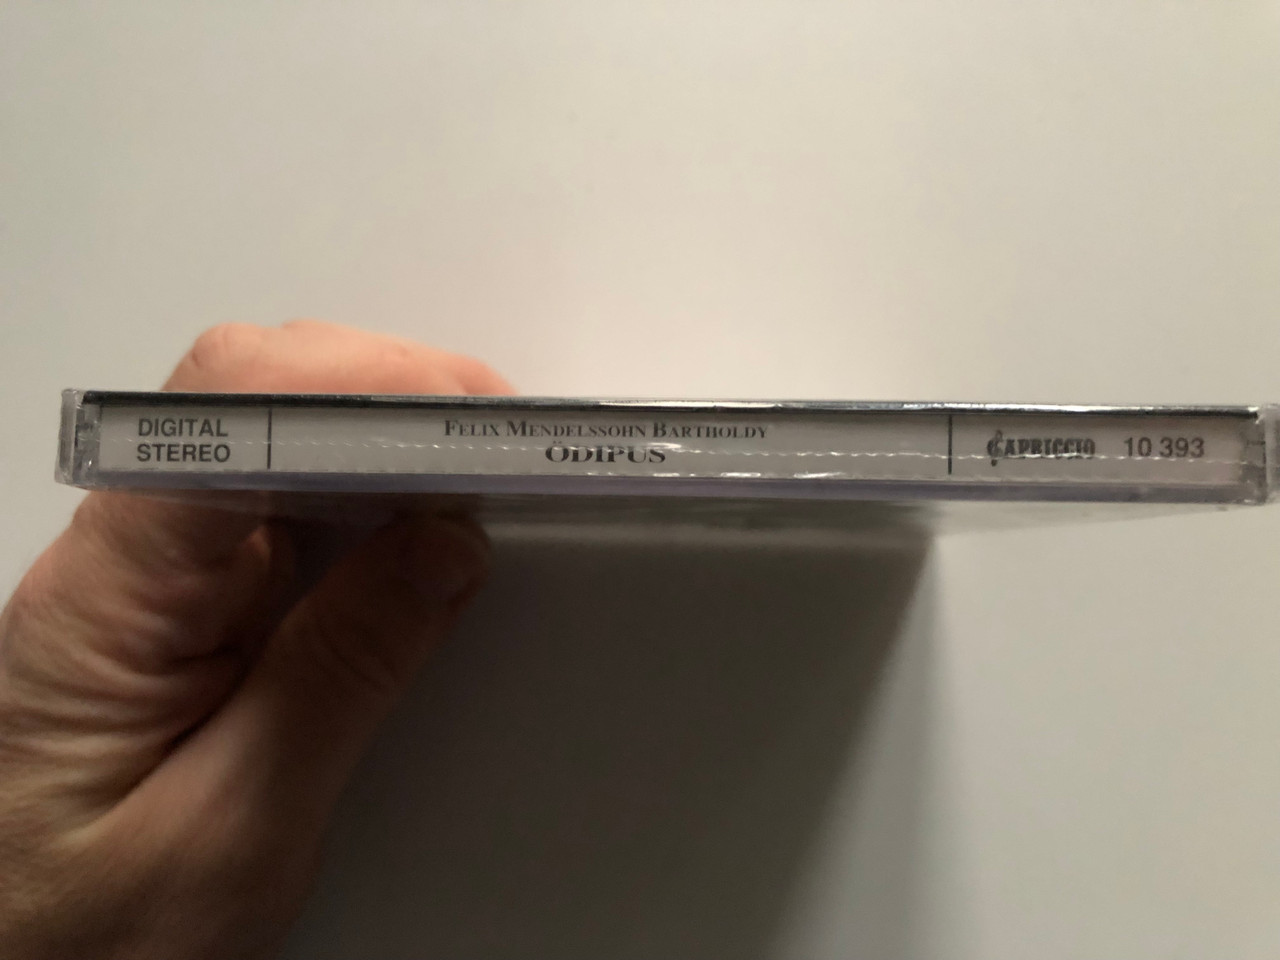 DIGITAL
STEREO
FELIX MENDELSSOHN BARTHOLDY
ÖDIPUS
CAPRICCIO 10 393